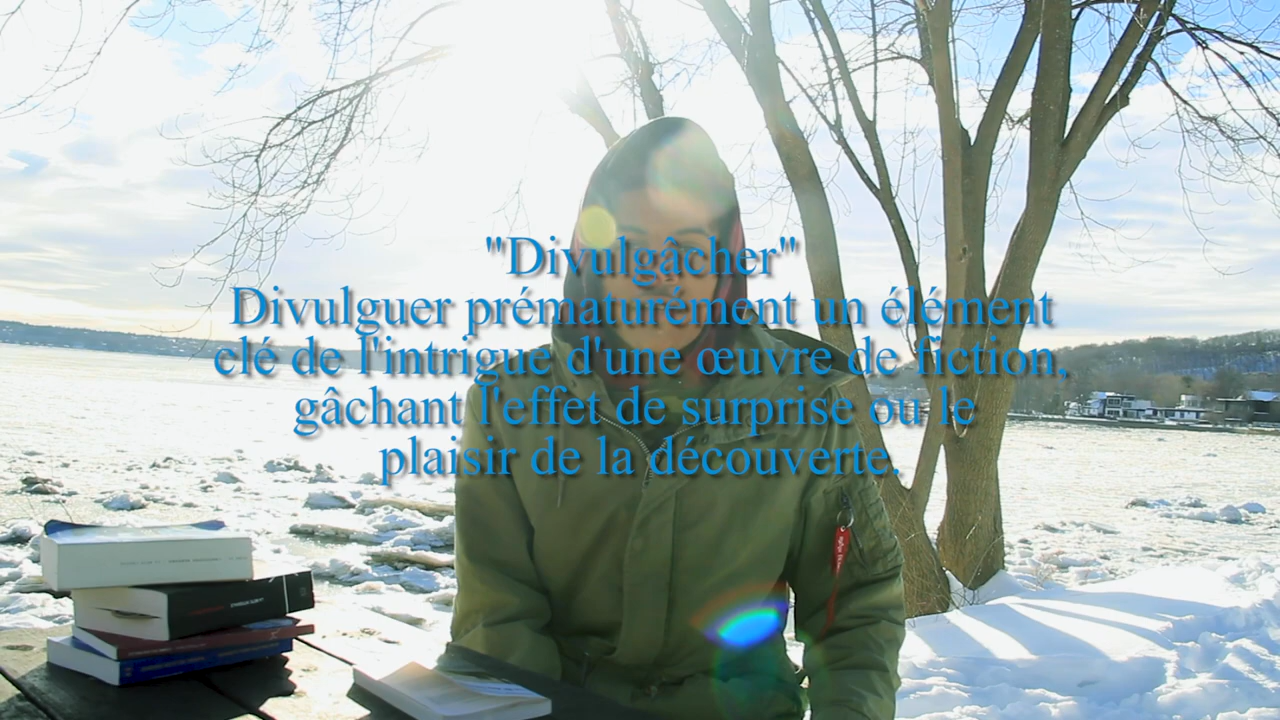 "Divulgâcher"
Divulguer prématurément un élément
clé de l'intrigue d'une œuvre de fiction,
gâchant l'effet de surprise ou le
plaisir de la découverte.